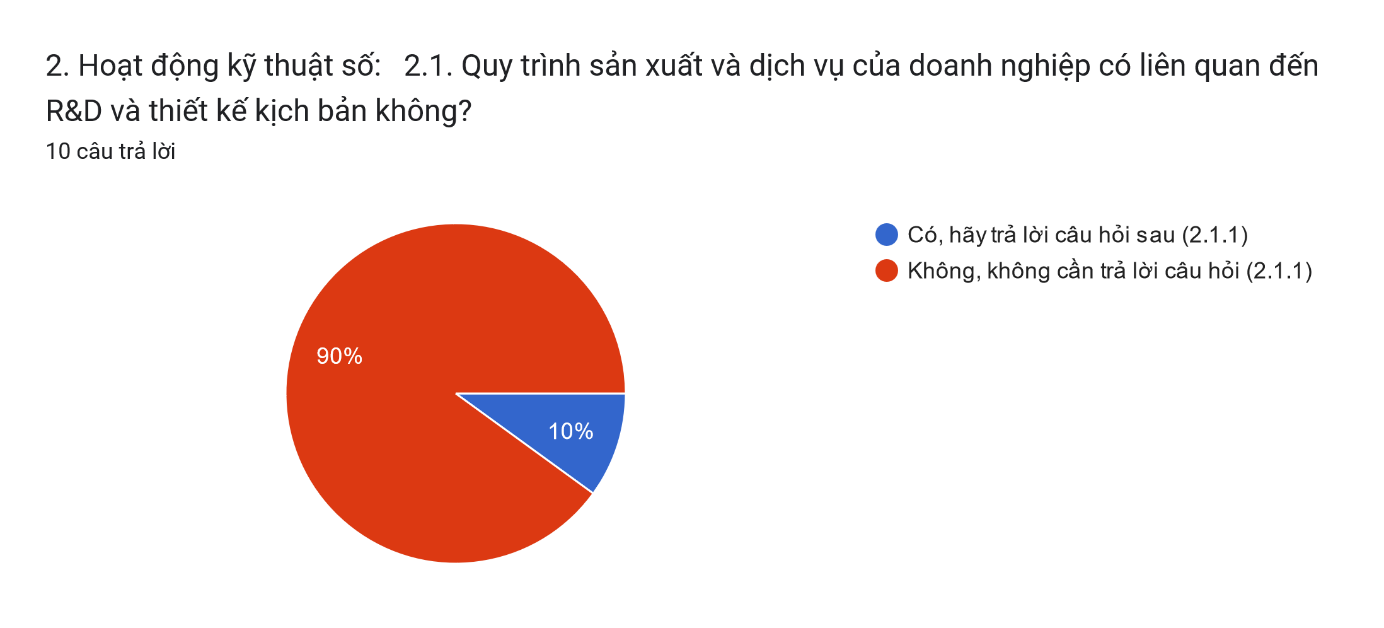 2. Hoạt động kỹ thuật số:   2.1. Quy trình sản xuất và dịch vụ của doanh nghiệp có liên quan đến
R&D và thiết kế kịch bản không?
10 câu trả lời
Có, hãy trả lời câu hỏi sau (2.1.1)
Không, không cần trả lời câu hỏi (2.1.1)
90%
10%